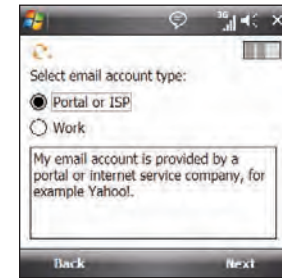 3G
Select email account type:
Portal or ISP
Work
My email account is provided by a
portal or internet service company, for
example Yahoo!.
Back Next